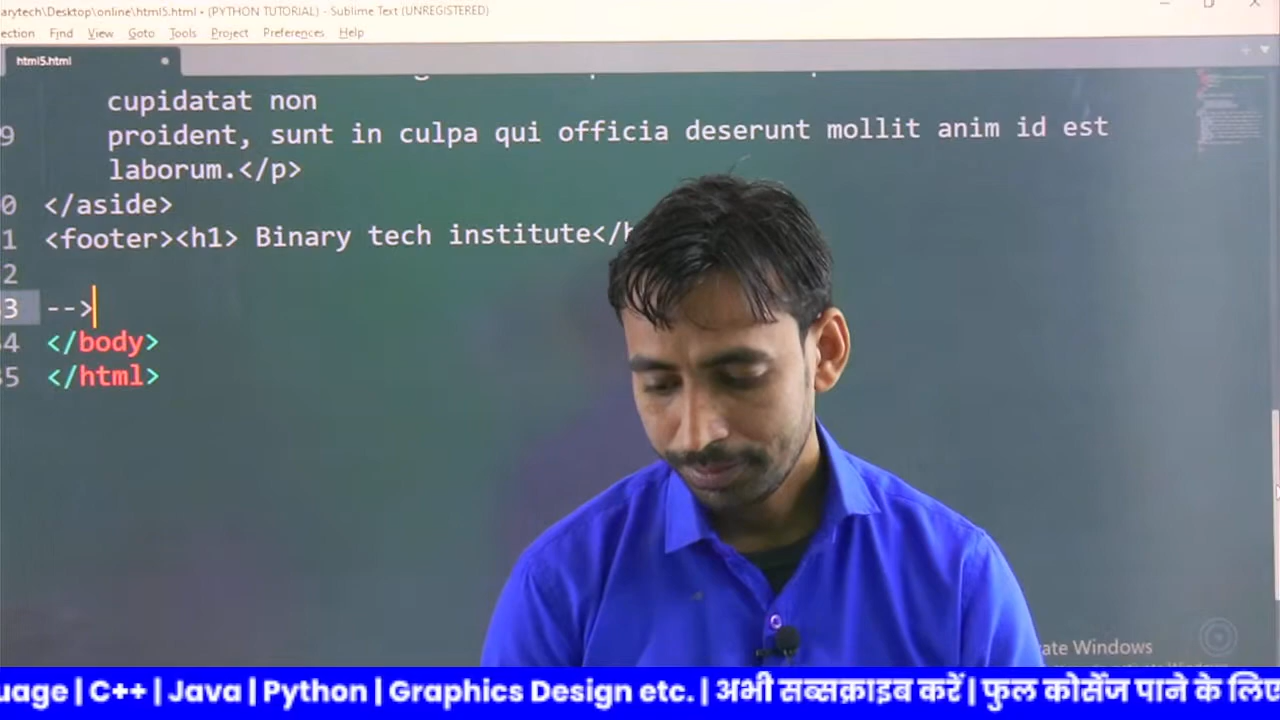 arytech\Desktop\online\html5.html • (PYTHON TUTORIAL) - Sublime Text (UNREGISTERED)
ection Find View Goto Tools Project Preferences Help
html5.html
cupidatat non
9 proident, sunt in culpa qui officia deserunt mollit anim id est
laborum.</p>
0 </aside>
1 <footer><h1> Binary tech institute</h
2
3 -->
4 </body>
5 </html>
ate Windows
uage | C++ | Java | Python | Graphics Design etc. | अभी सब्सक्राइब करें | फुल कोर्सेज पाने के लिए